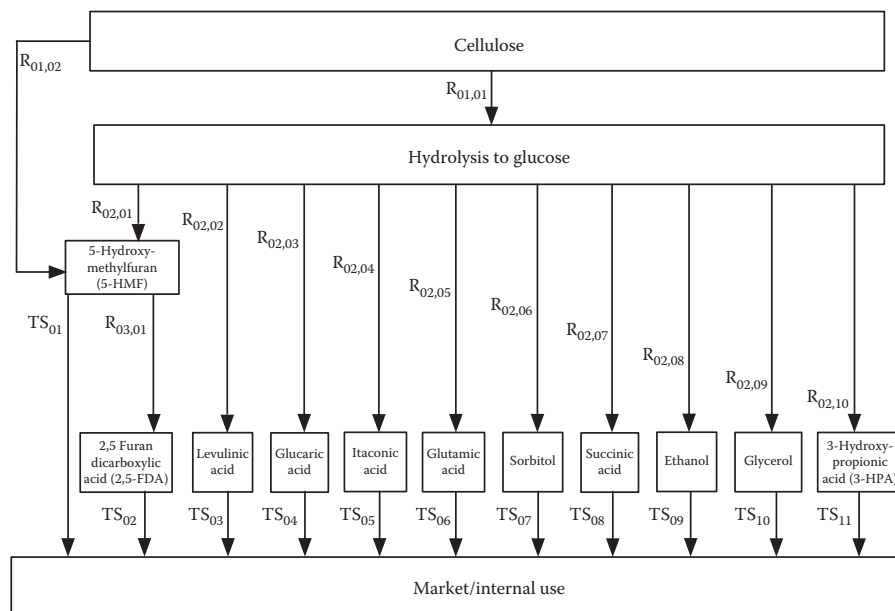 Cellulose
R01,02
R01,01
Hydrolysis to glucose
R02,01
R02,02
R02,03
R02,04
R02,05
R02,06
R02,07
R02,08
R02,09
R02,10
5-Hydroxy-
methylfuran
(5-HMF)
TS01
R03,01
2,5 Furan
dicarboxylic
acid (2,5-FDA)
Levulinic
acid
Glucaric
acid
Itaconic
acid
Glutamic
acid
Sorbitol
Succinic
acid
Ethanol
Glycerol
3-Hydroxy-
propionic
acid (3-HPA)
TS02
TS03
TS04
TS05
TS06
TS07
TS08
TS09
TS10
TS11
Market/internal use